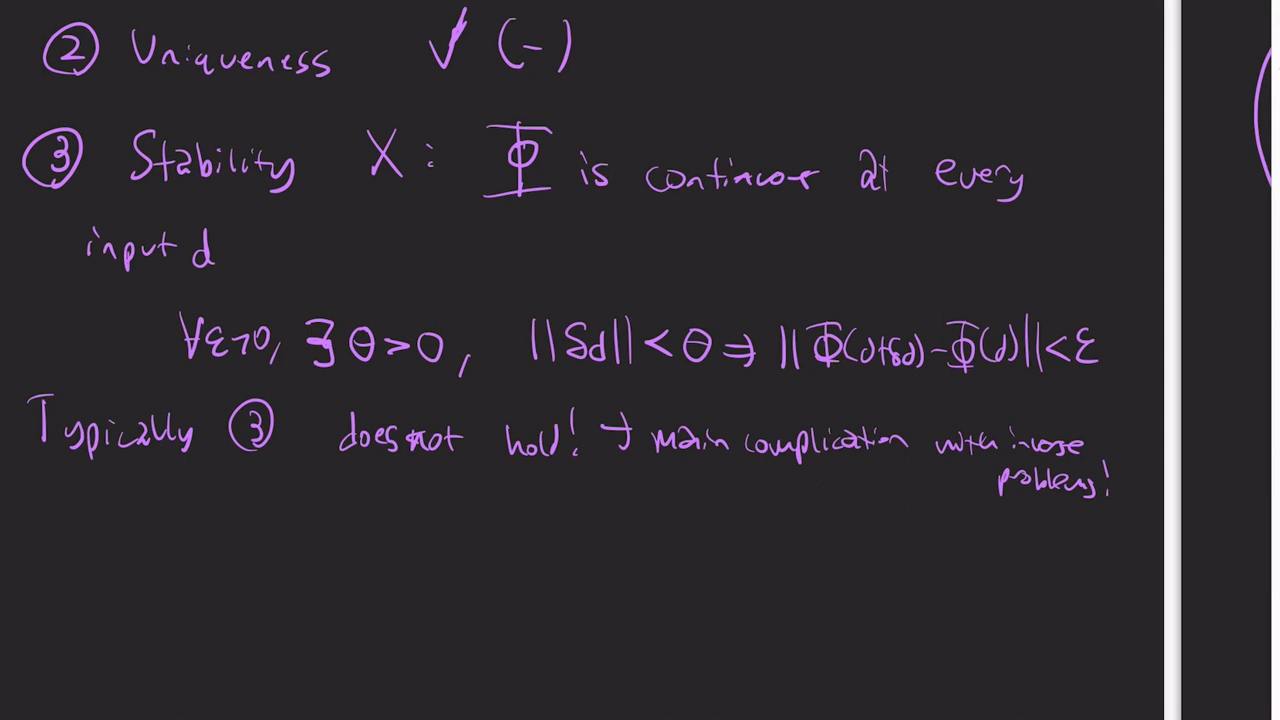 ② Uniqueness ✓ (-)
③ Stability X : Φ is continuous at every
input d
∀ε>0, ∃ θ>0, ||δd|| < θ ⇒ ||Φ(d+δd)-Φ(d)||<ε
Typically ③ does not hold! → main complication with inverse
problems!